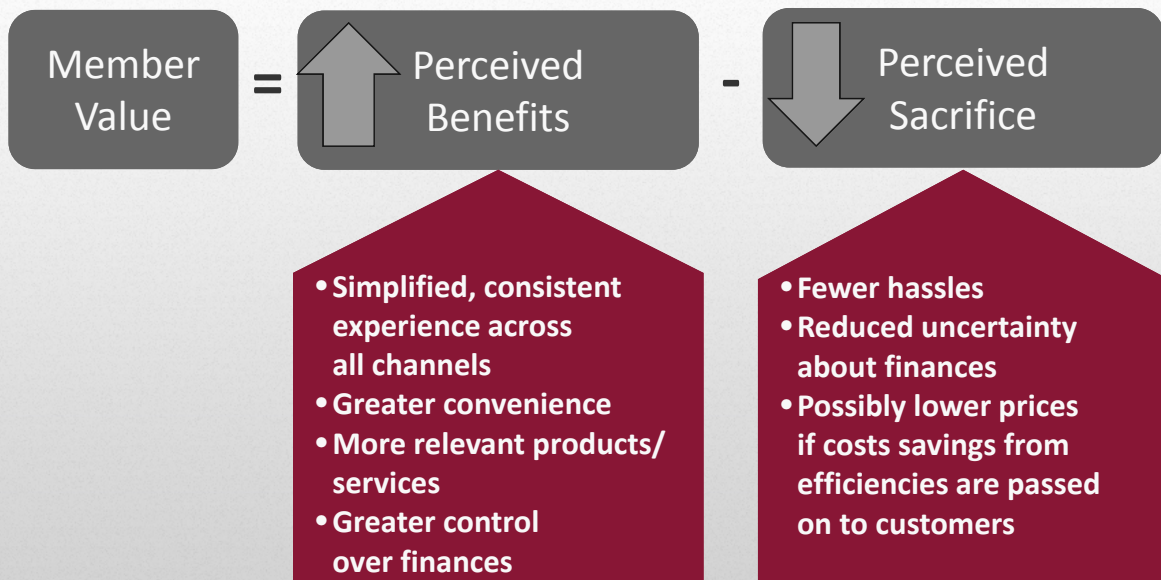 Member
Value
=
Perceived
Benefits
-
Perceived
Sacrifice
• Simplified, consistent
experience across
all channels
• Greater convenience
• More relevant products/
services
• Greater control
over finances
• Fewer hassles
• Reduced uncertainty
about finances
• Possibly lower prices
if costs savings from
efficiencies are passed
on to customers